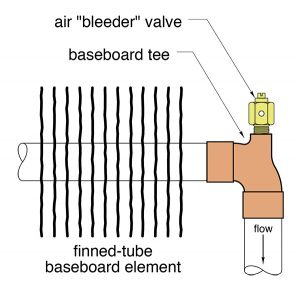 air "bleeder" valve
baseboard tee
flow
finned-tube
baseboard element